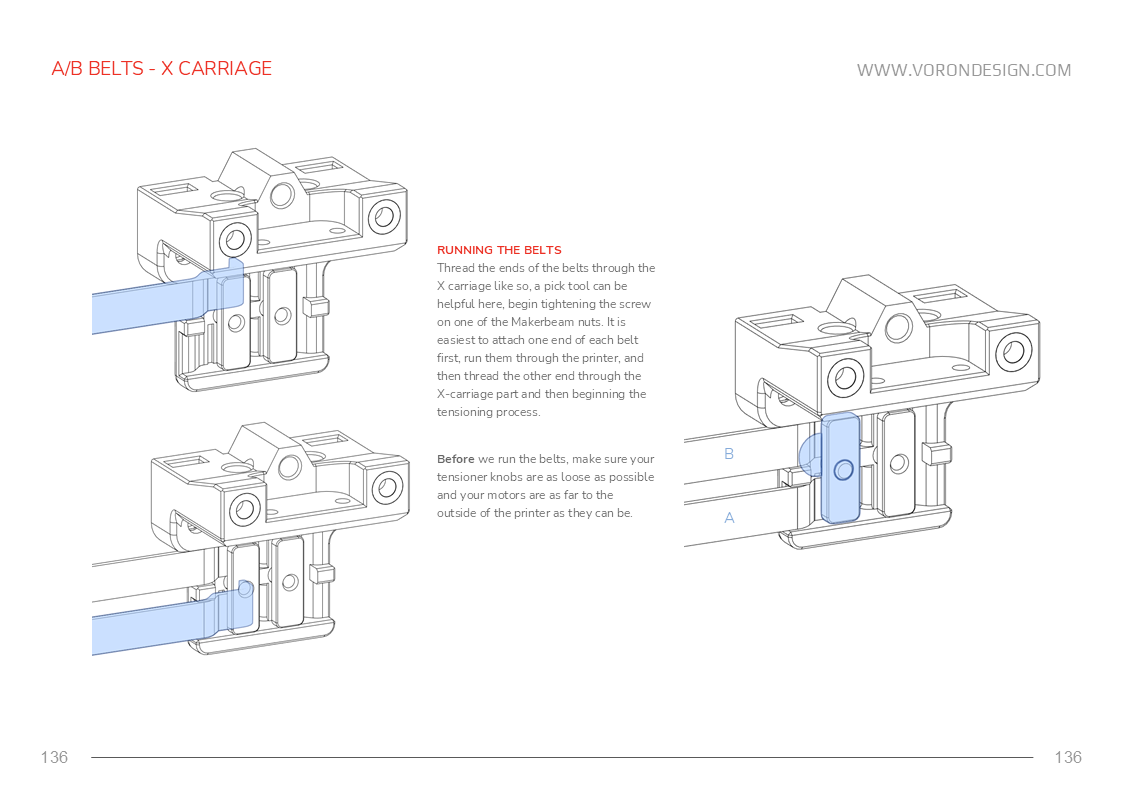 A/B BELTS - X CARRIAGE
WWW.VORONDESIGN.COM
RUNNING THE BELTS
Thread the ends of the belts through the
X carriage like so, a pick tool can be
helpful here, begin tightening the screw
on one of the Makerbeam nuts. It is
easiest to attach one end of each belt
first, run them through the printer, and
then thread the other end through the
X-carriage part and then beginning the
tensioning process.
Before we run the belts, make sure your
tensioner knobs are as loose as possible
and your motors are as far to the
outside of the printer as they can be.
B
A
136
136